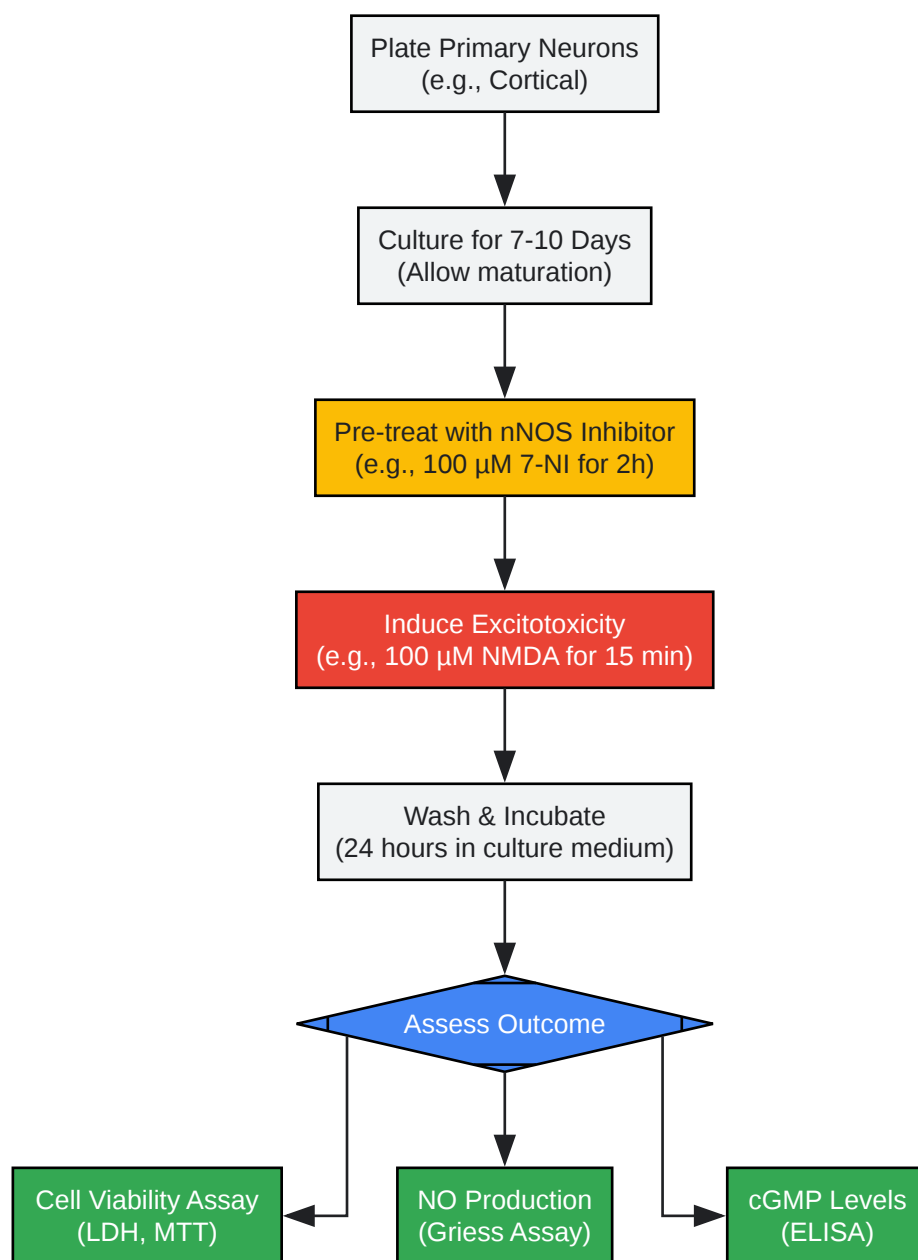 Plate Primary Neurons
(e.g., Cortical)
Culture for 7-10 Days
(Allow maturation)
Pre-treat with nNOS Inhibitor
(e.g., 100 µM 7-NI for 2h)
Induce Excitotoxicity
(e.g., 100 µM NMDA for 15 min)
Wash & Incubate
(24 hours in culture medium)
Assess Outcome
Cell Viability Assay
(LDH, MTT)
NO Production
(Griess Assay)
cGMP Levels
(ELISA)